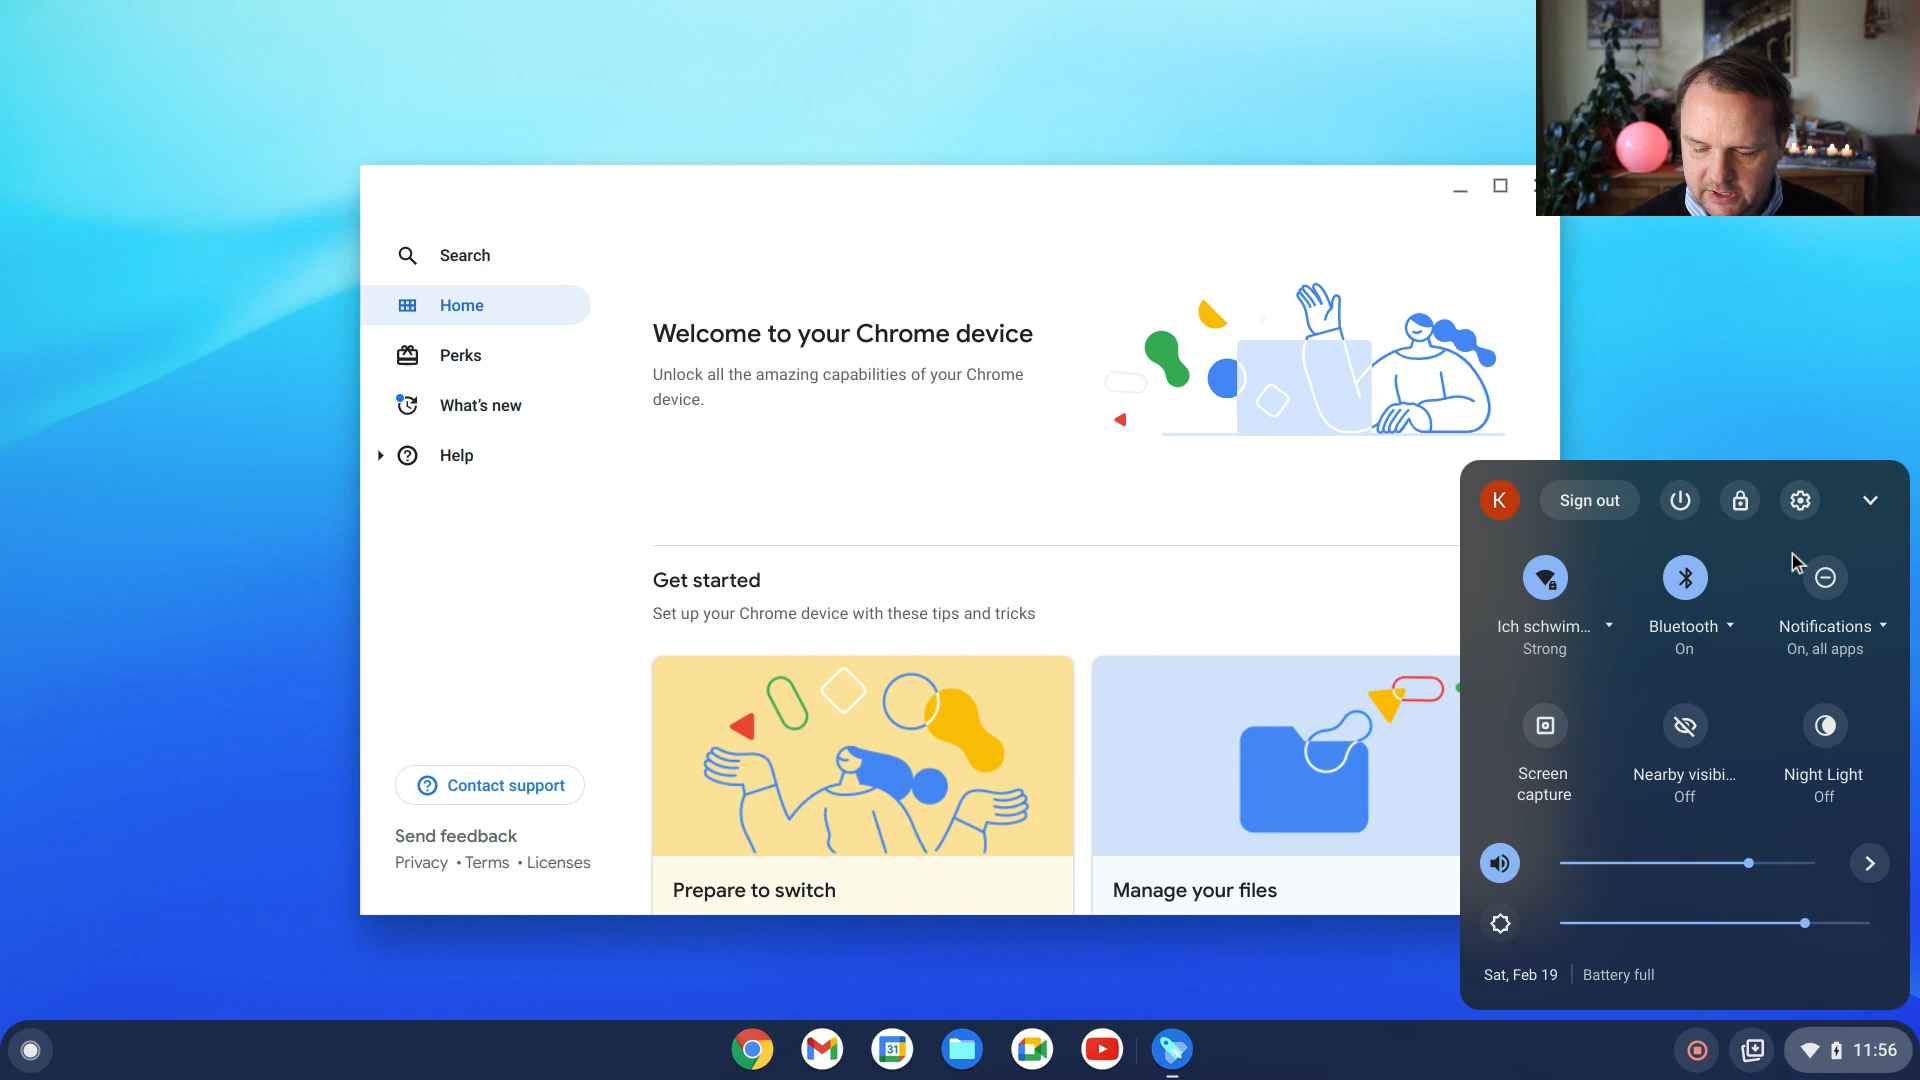 Search
Home
Perks
What's new
Help
Contact support
Send feedback
Privacy • Terms • Licenses
Welcome to your Chrome device
Unlock all the amazing capabilities of your Chrome
device.
Get started
Set up your Chrome device with these tips and tricks
Prepare to switch
Manage your files
K
Sign out
Ich schwim...
Strong
Bluetooth
On
Notifications
On, all apps
Screen
capture
Nearby visibi...
Off
Night Light
Off
Sat, Feb 19
Battery full
31
11:56